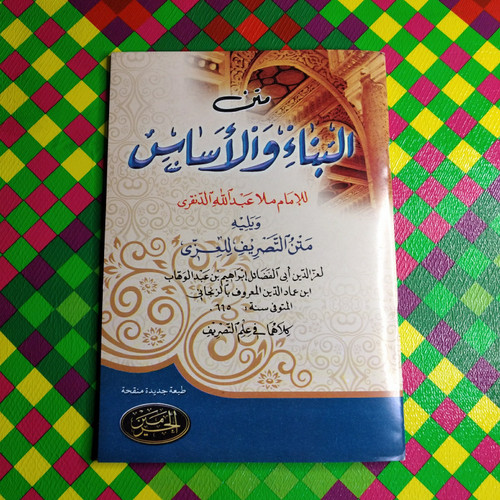 متن
البناء والأساس
للإمام ملا عبد الله الدنقزي
ويليه
متن التصريف للعزي
لعز الدين أبي الفضائل إبراهيم بن عبد الوهاب
ابن عماد الدين المعروف بالزنجاني
المتوفى سنة: ٦٥٥.
كلاهما في علم التصريف
طبعة جديدة منقحة
الحرمين